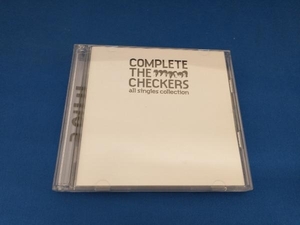 COMPLETE
THE
CHECKERS
all singles collection